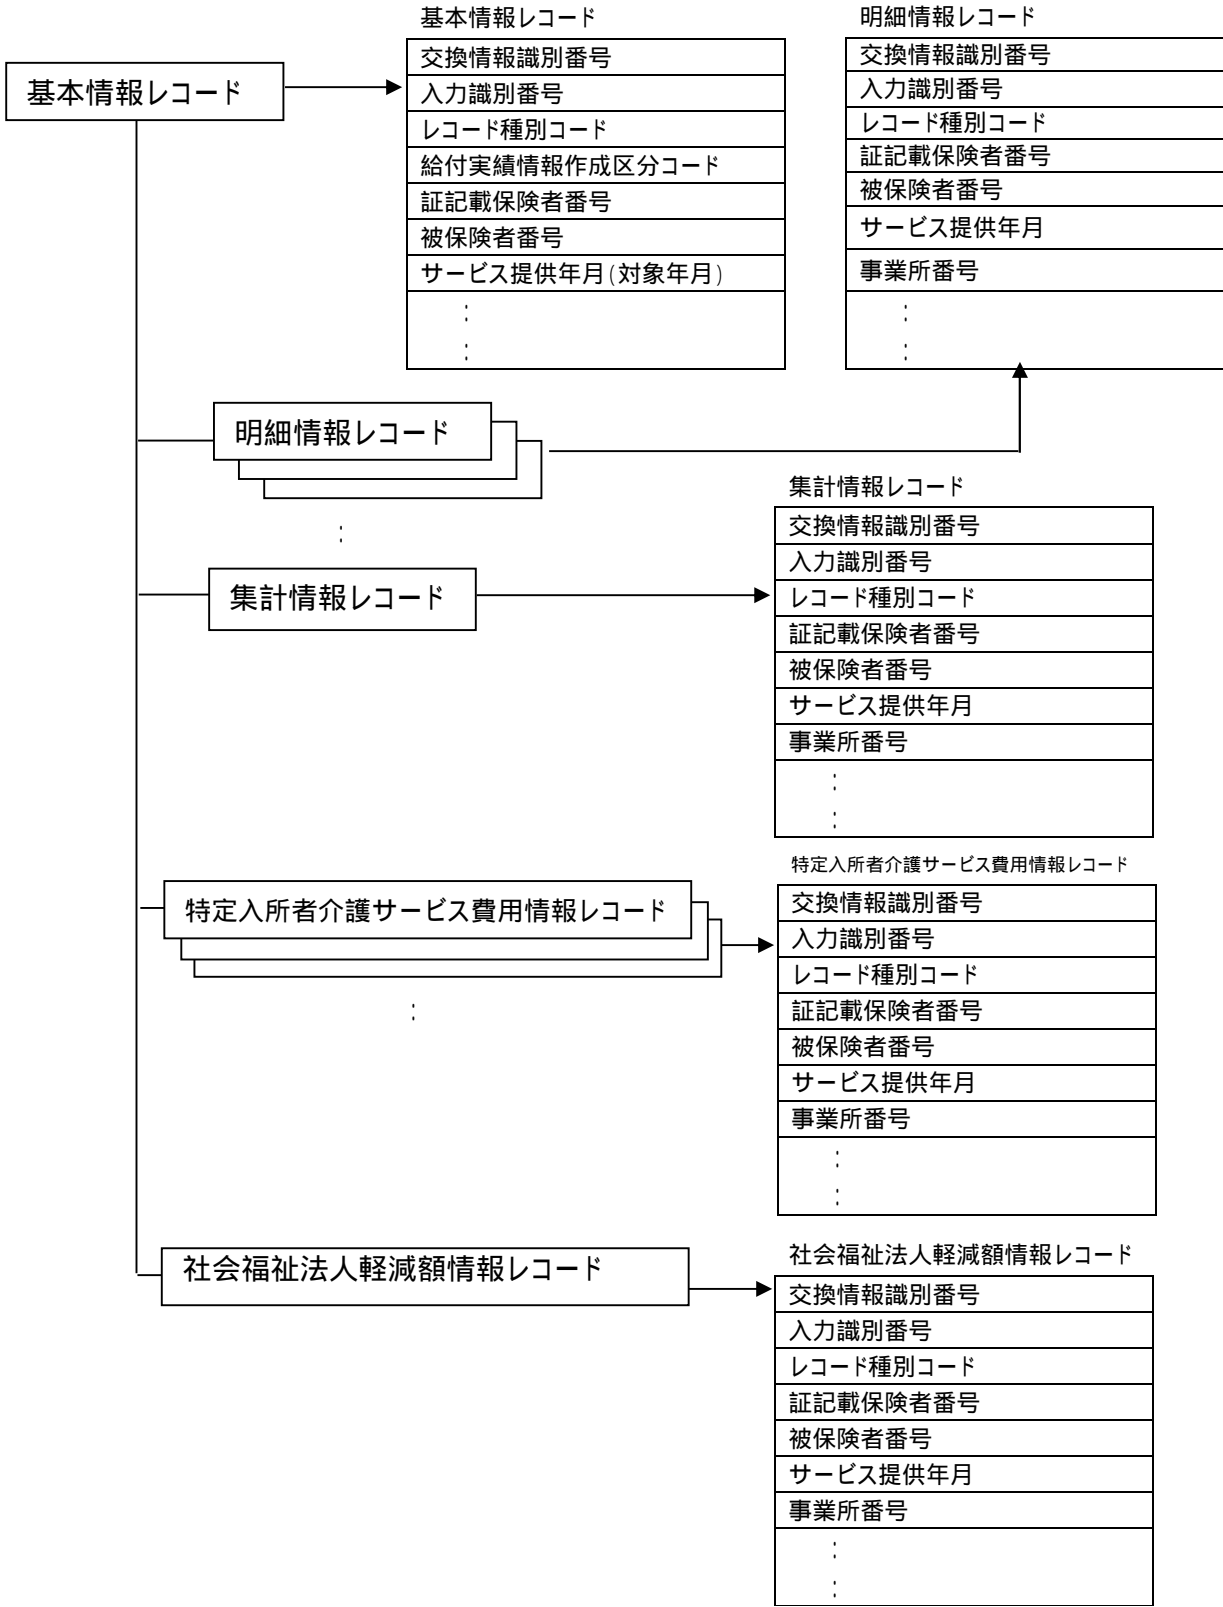 基本情報レコード
基本情報レコード
交換情報識別番号
入力識別番号
レコード種別コード
給付実績情報作成区分コード
証記載保険者番号
被保険者番号
サービス提供年月(対象年月)
:
:
明細情報レコード
交換情報識別番号
入力識別番号
レコード種別コード
証記載保険者番号
被保険者番号
サービス提供年月
事業所番号
:
:
明細情報レコード
:
集計情報レコード
集計情報レコード
交換情報識別番号
入力識別番号
レコード種別コード
証記載保険者番号
被保険者番号
サービス提供年月
事業所番号
:
:
特定入所者介護サービス費用情報レコード
:
特定入所者介護サービス費用情報レコード
交換情報識別番号
入力識別番号
レコード種別コード
証記載保険者番号
被保険者番号
サービス提供年月
事業所番号
:
:
社会福祉法人軽減額情報レコード
社会福祉法人軽減額情報レコード
交換情報識別番号
入力識別番号
レコード種別コード
証記載保険者番号
被保険者番号
サービス提供年月
事業所番号
:
: